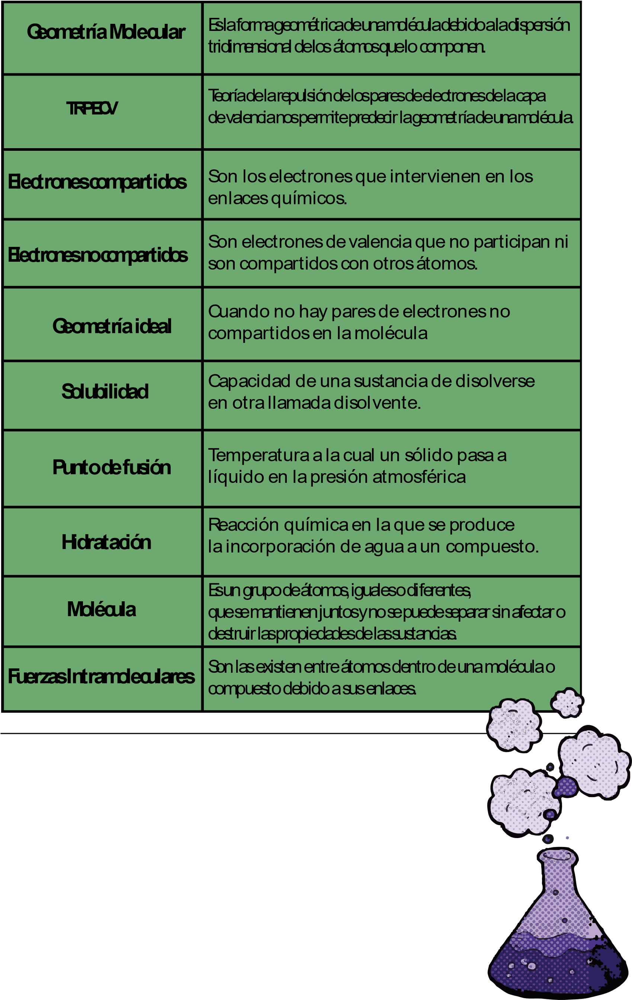 Geometría Molecular
Es la forma geométrica de una molécula debido a la dispersión
tridimensional de los átomos que lo componen.
TRPECV
Teoría de la repulsión de los pares de electrones de la capa
de valencia nos permite predecir la geometría de una molécula.
Electrones compartidos
Son los electrones que intervienen en los
enlaces químicos.
Electrones no compartidos
Son electrones de valencia que no participan ni
son compartidos con otros átomos.
Geometría ideal
Cuando no hay pares de electrones no
compartidos en la molécula
Solubilidad
Capacidad de una sustancia de disolverse
en otra llamada disolvente.
Punto de fusión
Temperatura a la cual un sólido pasa a
líquido en la presión atmosférica
Hidratación
Reacción química en la que se produce
la incorporación de agua a un compuesto.
Molécula
Es un grupo de átomos, iguales o diferentes,
que se mantienen juntos y no se puede separar sin afectar o
destruir las propiedades de las sustancias.
Fuerzas Intramoleculares
Son las existen entre átomos dentro de una molécula o
compuesto debido a sus enlaces.